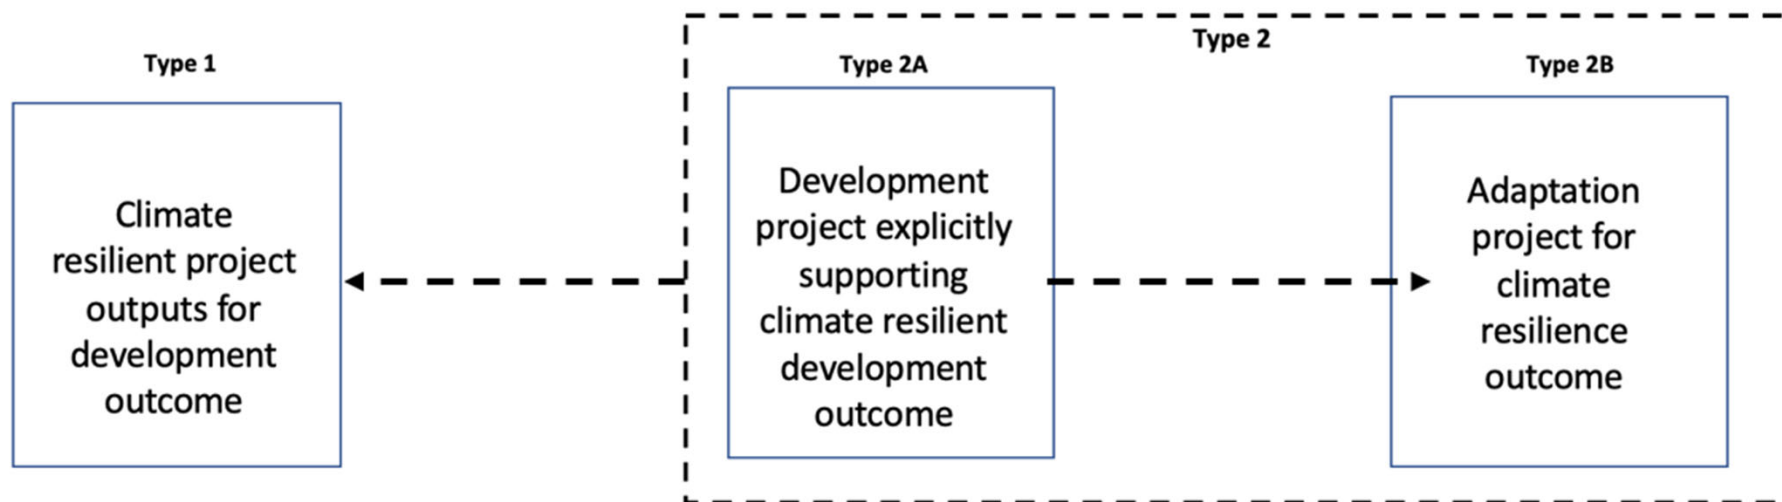 Type 1
Climate
resilient project
outputs for
development
outcome
Type 2
Type 2A
Development
project explicitly
supporting
climate resilient
development
outcome
Type 2B
Adaptation
project for
climate
resilience
outcome